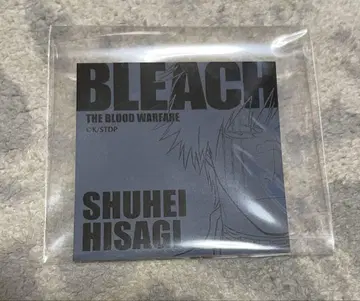 BLEACH
THE BLOOD WARFARE
©K/STDP
SHUHEI
HISAGI